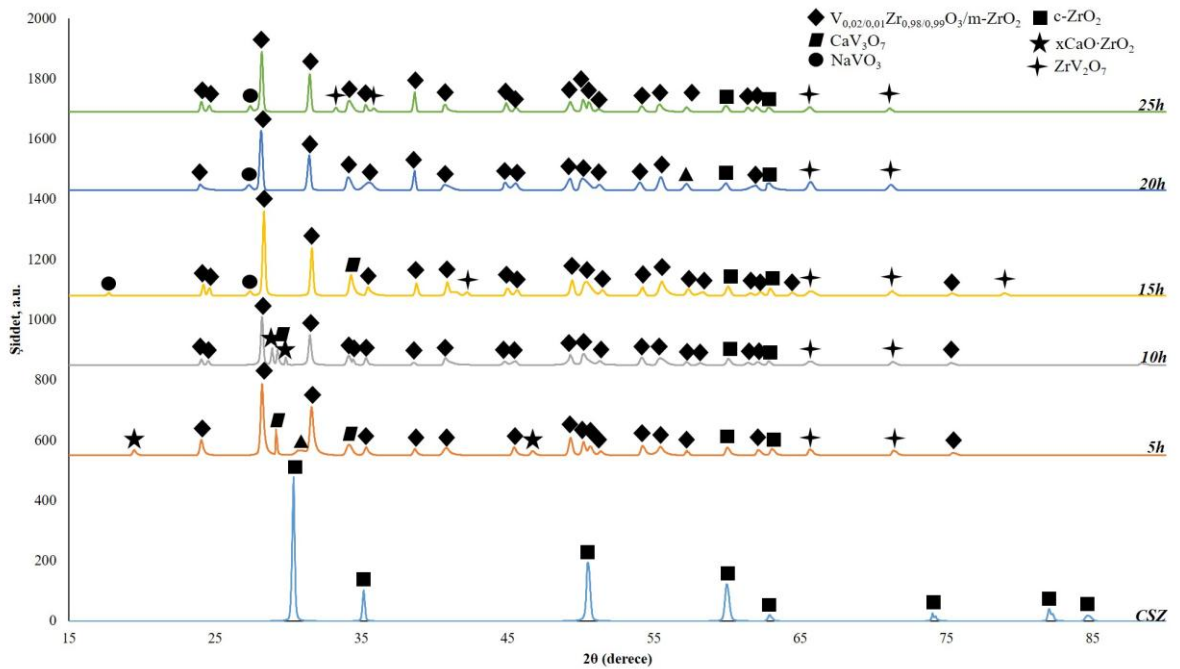 2000
1800
1600
1400
1200
1000
800
600
400
200
0
Şiddet, a.u.
V0,02/0,01Zr0,98/0,99O3/m-ZrO2
CaV3O7
NaVO3
c-ZrO2
xCaO·ZrO2
ZrV2O7
25h
20h
15h
10h
5h
CSZ
15 25 35 45 55 65 75 85
2θ (derece)